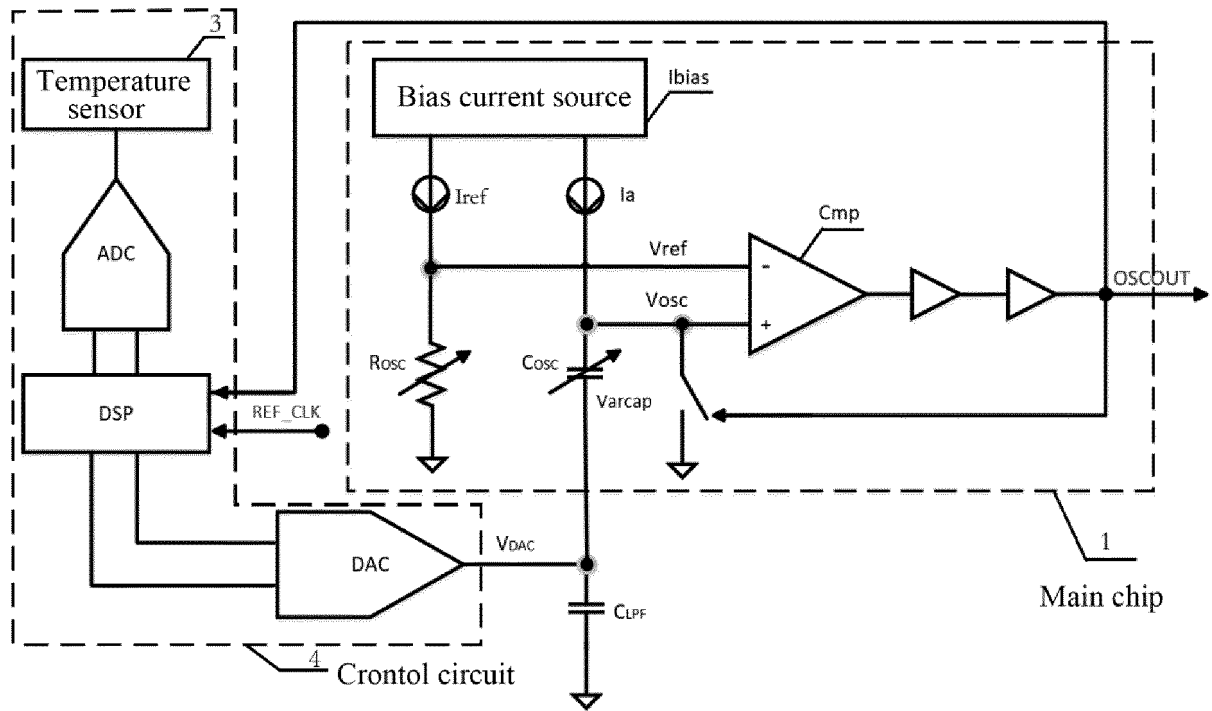 3
Temperature
sensor
Bias current source
Ibias
Iref
Ia
Cmp
ADC
Vref
-
Vosc
+
OSCOUT
ROSC
COSC
Varcap
DSP
REF_CLK
VDAC
DAC
1
Main chip
CLPF
4
Crontol circuit